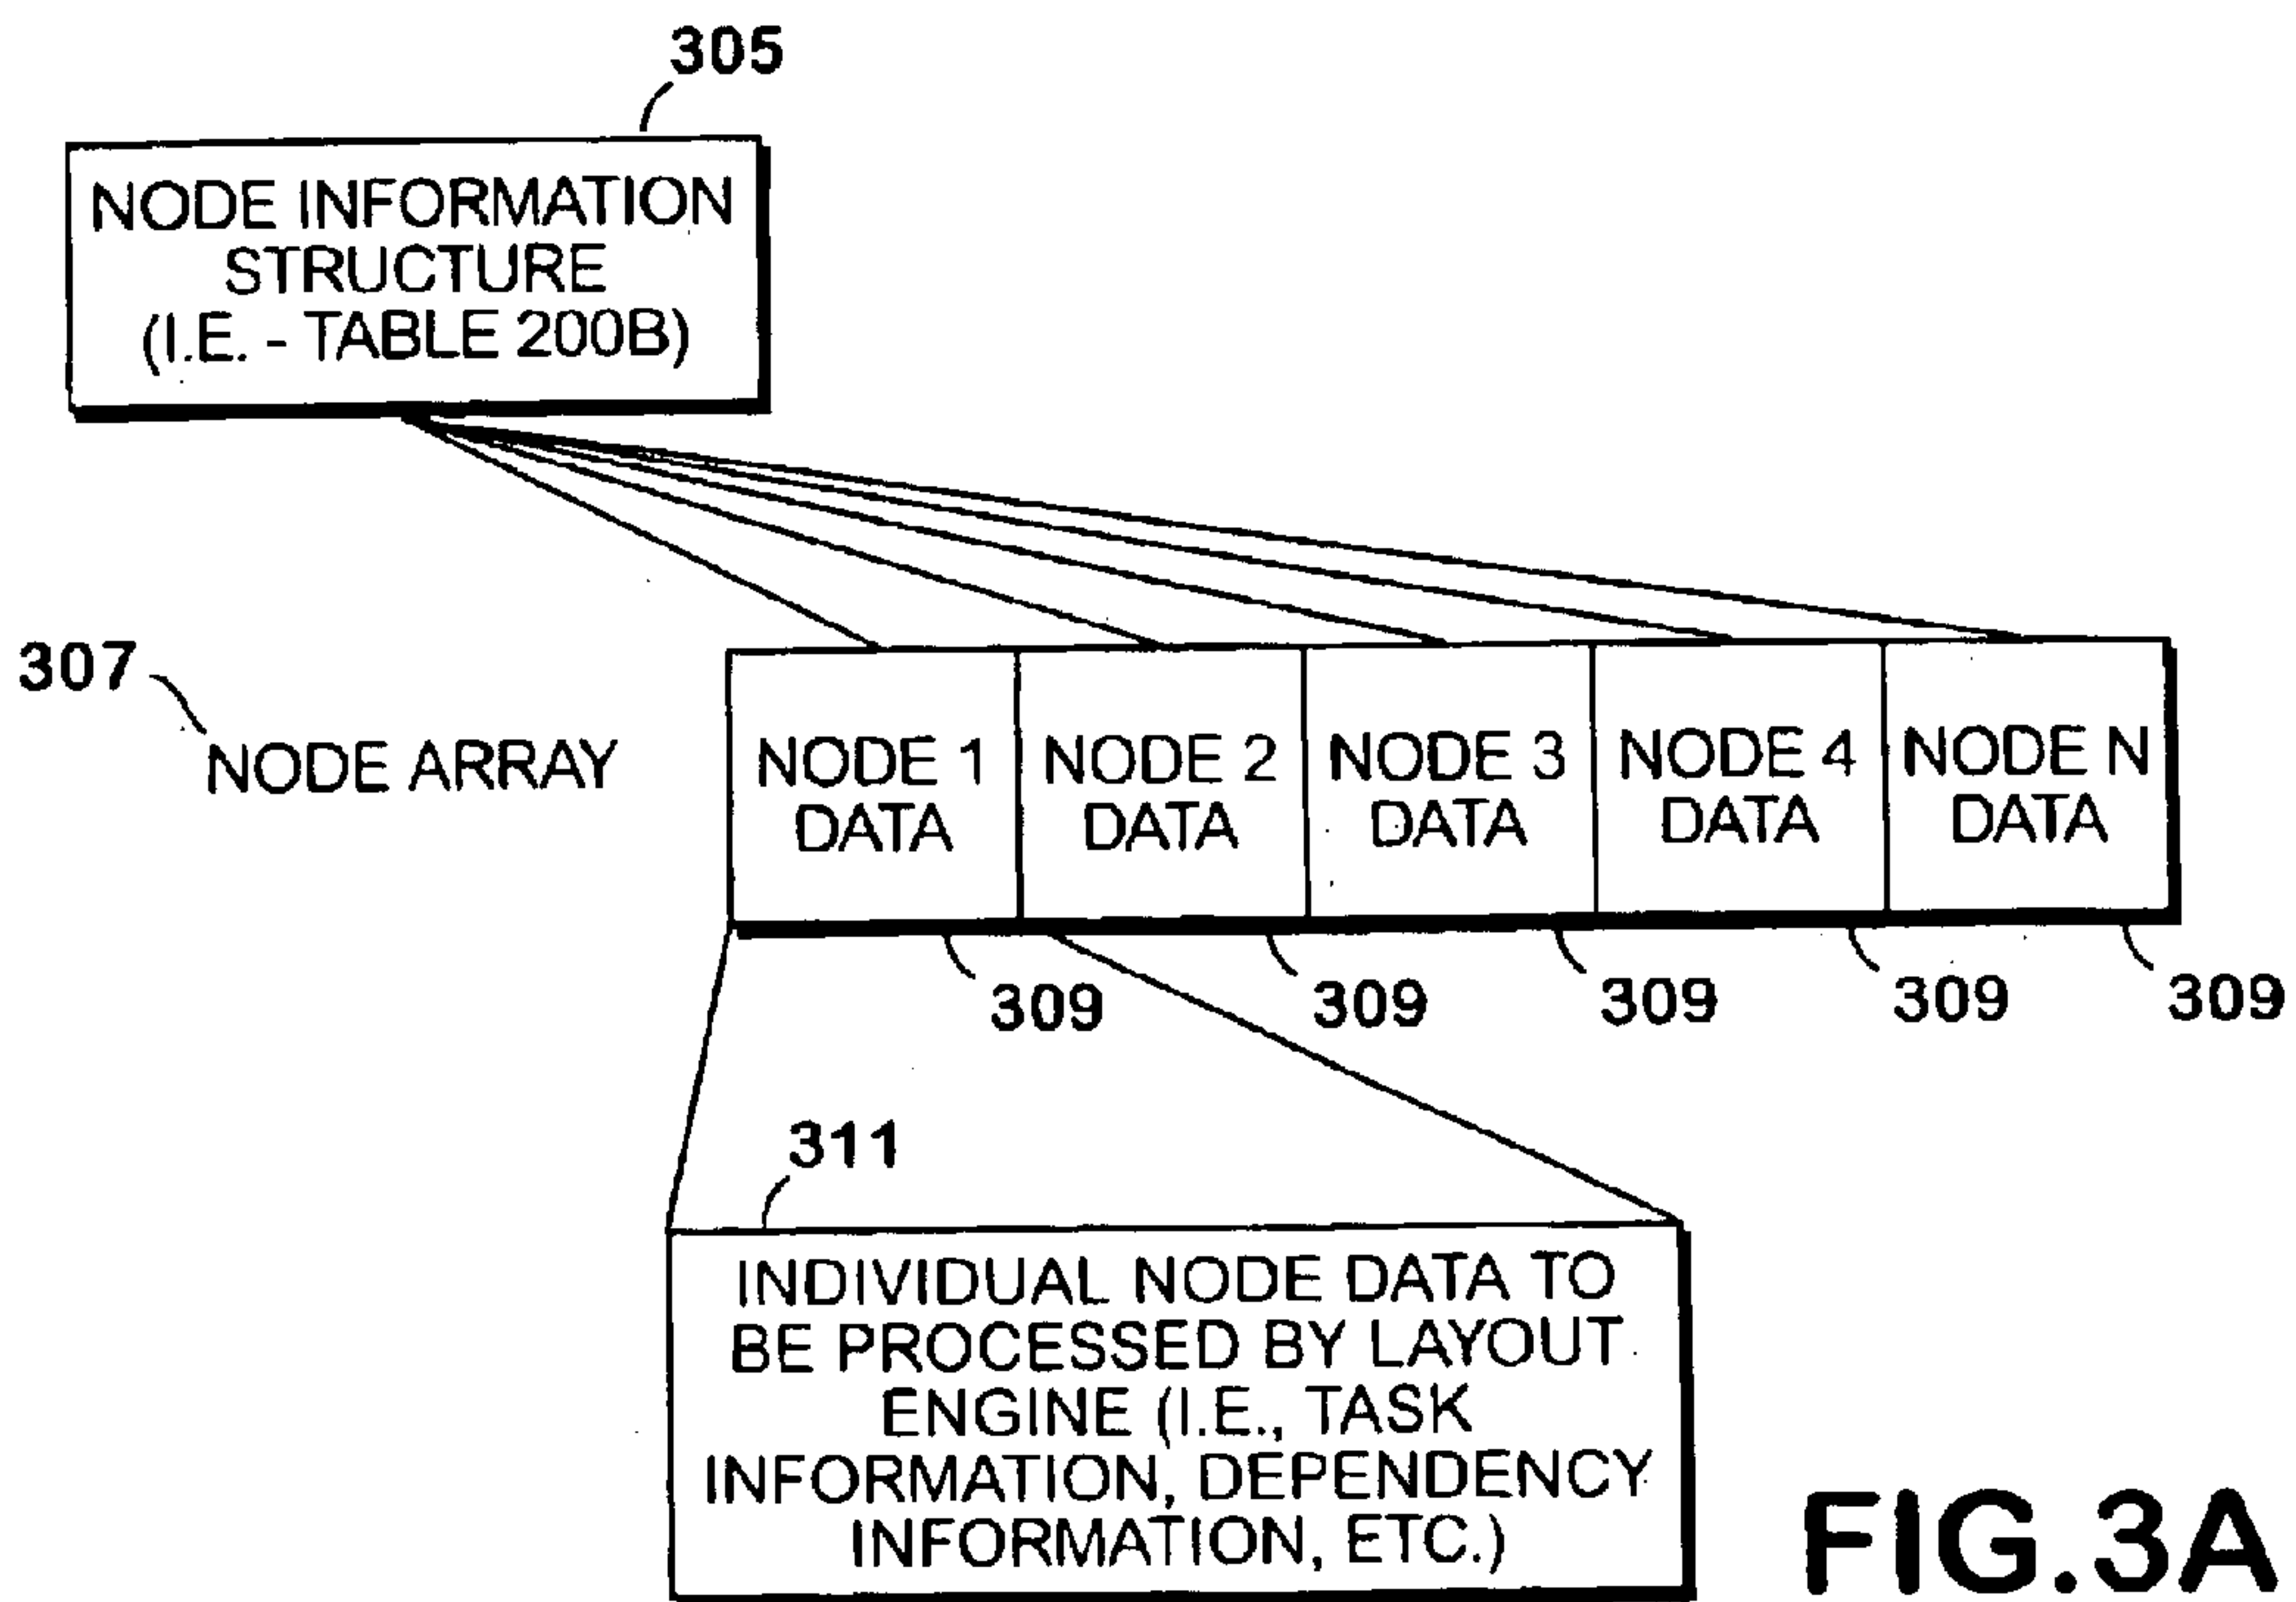 305
NODE INFORMATION
STRUCTURE
(I.E. - TABLE 200B)
307
NODE ARRAY
NODE 1
DATA
NODE 2
DATA
NODE 3
DATA
NODE 4
DATA
NODE N
DATA
309
309
309
309
309
311
INDIVIDUAL NODE DATA TO
BE PROCESSED BY LAYOUT
ENGINE (I.E., TASK
INFORMATION, DEPENDENCY
INFORMATION, ETC.)
FIG.3A